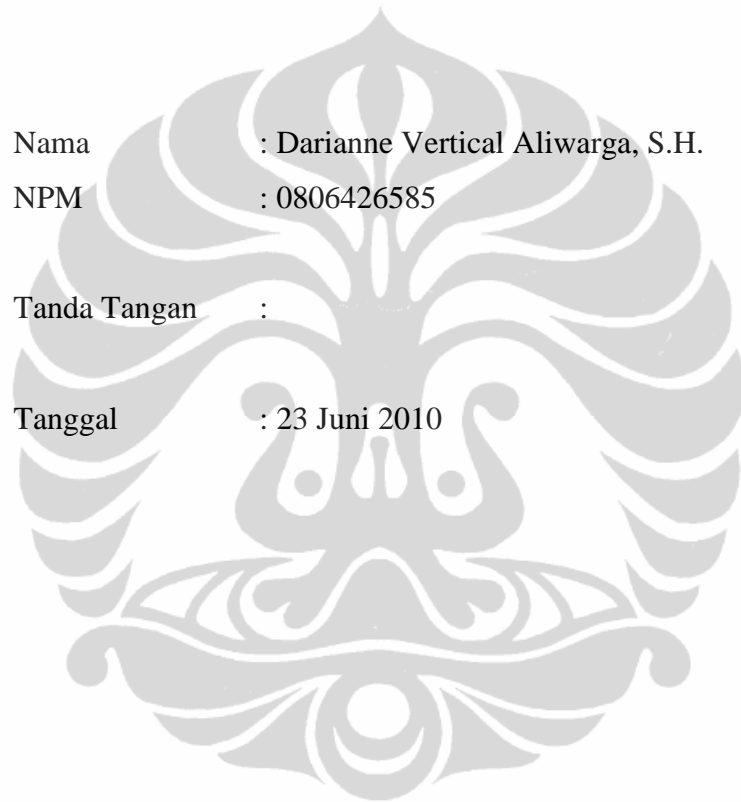 Nama : Darianne Vertical Aliwarga, S.H.
NPM : 0806426585
Tanda Tangan :
Tanggal : 23 Juni 2010